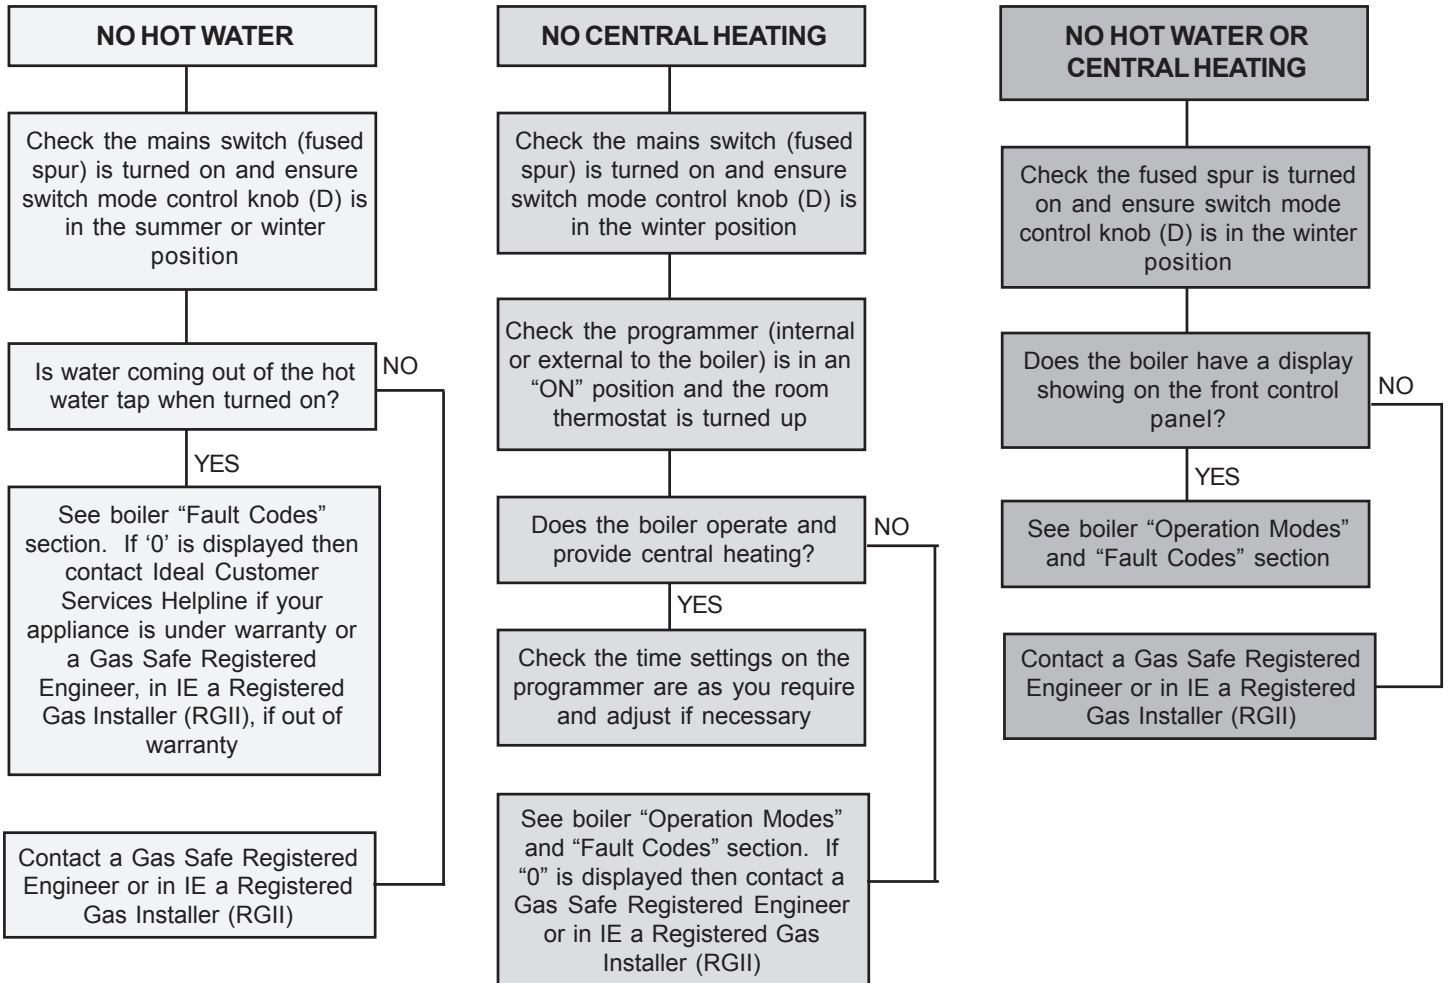 NO HOT WATER
Check the mains switch (fused
spur) is turned on and ensure
switch mode control knob (D) is
in the summer or winter
position
Is water coming out of the hot
water tap when turned on?
NO
YES
See boiler “Fault Codes”
section. If ‘0’ is displayed then
contact Ideal Customer
Services Helpline if your
appliance is under warranty or
a Gas Safe Registered
Engineer, in IE a Registered
Gas Installer (RGII), if out of
warranty
Contact a Gas Safe Registered
Engineer or in IE a Registered
Gas Installer (RGII)
NO CENTRAL HEATING
Check the mains switch (fused
spur) is turned on and ensure
switch mode control knob (D) is
in the winter position
Check the programmer (internal
or external to the boiler) is in an
“ON” position and the room
thermostat is turned up
Does the boiler operate and
provide central heating?
NO
YES
Check the time settings on the
programmer are as you require
and adjust if necessary
See boiler “Operation Modes”
and “Fault Codes” section. If
“0” is displayed then contact a
Gas Safe Registered Engineer
or in IE a Registered Gas
Installer (RGII)
NO HOT WATER OR
CENTRAL HEATING
Check the fused spur is turned
on and ensure switch mode
control knob (D) is in the winter
position
Does the boiler have a display
showing on the front control
panel?
NO
YES
See boiler “Operation Modes”
and “Fault Codes” section
Contact a Gas Safe Registered
Engineer or in IE a Registered
Gas Installer (RGII)